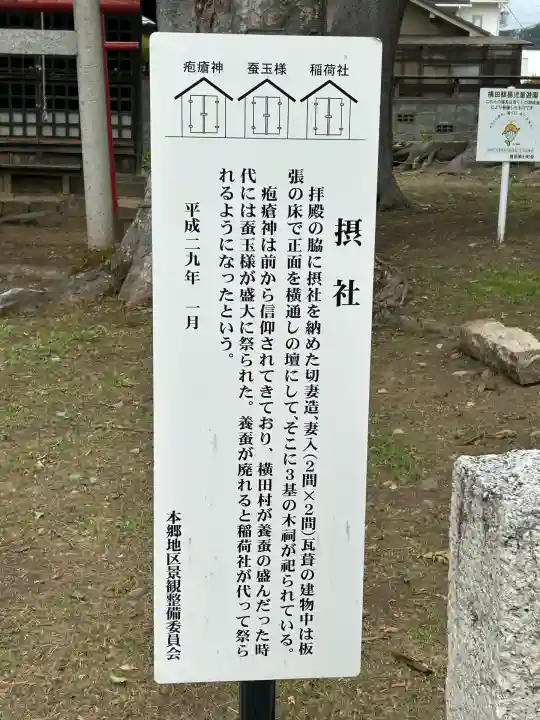 疱瘡神
蚕玉様
稲荷社
摂社
拝殿の脇に摂社を納めた切妻造、妻入(2間×2間)瓦葺の建物中は板
張の床で正面を横通しの壇にして、そこに3基の木祠が祀られている。
疱瘡神は前から信仰されてきており、横田村が養蚕の盛んだった時
代には蚕玉様が盛大に祭られた。養蚕が廃れると稲荷社が代って祭ら
れるようになったという。
平成二九年 一月
本郷地区景観整備委員会